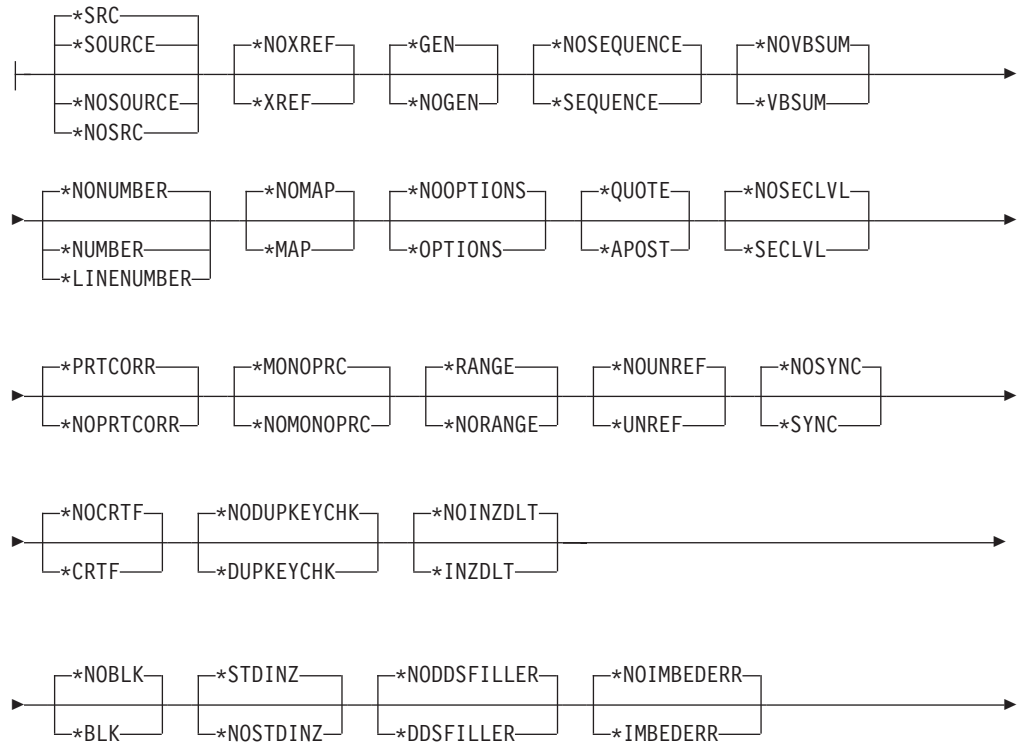 *SRC
*SOURCE *NOXREF *GEN *NOSEQUENCE *NOVBSUM
*NOSOURCE *XREF *NOGEN *SEQUENCE *VBSUM
*NOSRC
*NONUMBER *NOMAP *NOOPTIONS *QUOTE *NOSECLVL
*NUMBER *MAP *OPTIONS *APOST *SECLVL
*LINENUMBER
*PRTCORR *MONOPRC *RANGE *NOUNREF *NOSYNC
*NOPRTCORR *NOMONOPRC *NORANGE *UNREF *SYNC
*NOCRTF *NODUPKEYCHK *NOINZDLT
*CRTF *DUPKEYCHK *INZDLT
*NOBLK *STDINZ *NODDSFILLER *NOIMBEDERR
*BLK *NOSTDINZ *DDSFILLER *IMBEDERR